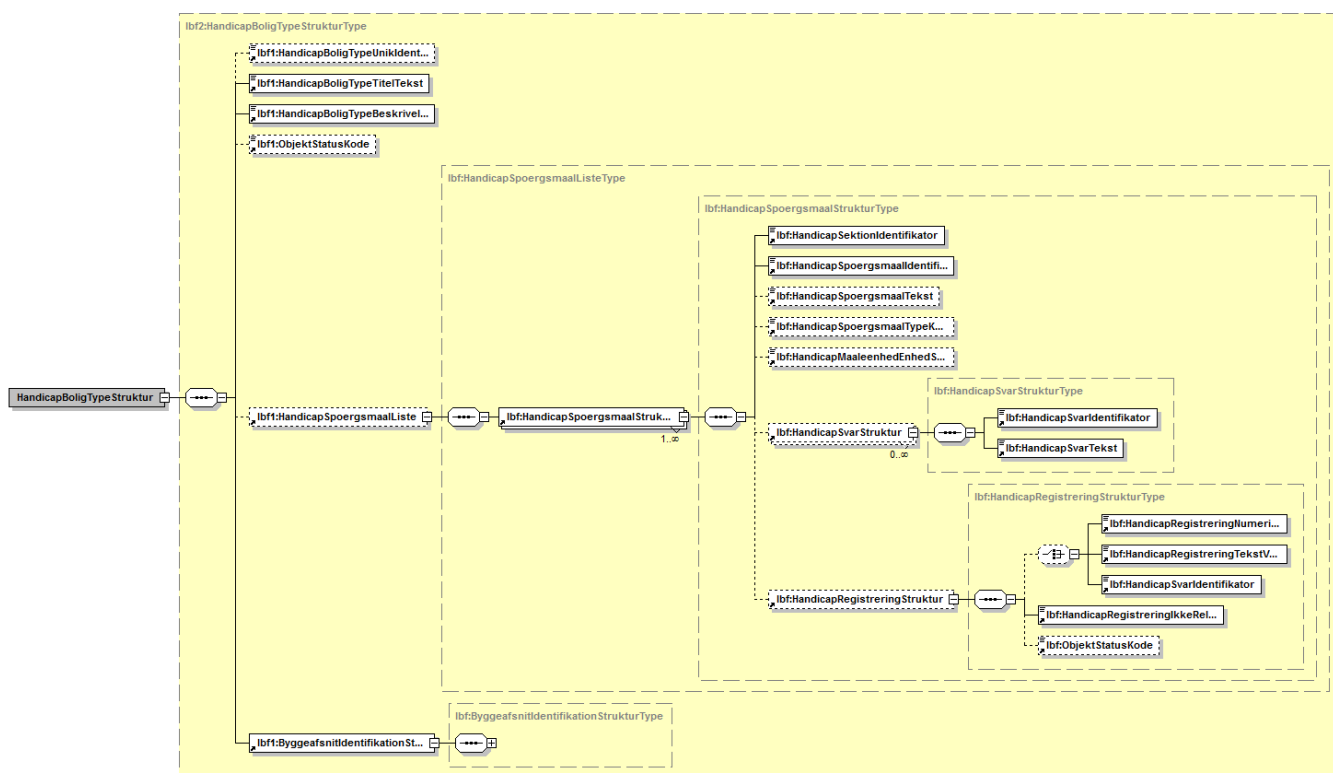 lbf2:HandicapBoligTypeStrukturType
lbf1:HandicapBoligTypeUnikIdent...
lbf1:HandicapBoligTypeTitelTekst
lbf1:HandicapBoligTypeBeskrivel...
lbf1:ObjektStatusKode
lbf:HandicapSpoergsmaalListeType
lbf:HandicapSpoergsmaalStrukturType
lbf:HandicapSektionIdentifikator
lbf:HandicapSpoergsmaalIdentifi...
lbf:HandicapSpoergsmaalTekst
lbf:HandicapSpoergsmaalTypeK...
lbf:HandicapMaaleenhedEnhedS...
HandicapBoligTypeStruktur
lbf1:HandicapSpoergsmaalListe
lbf:HandicapSpoergsmaalStruk...
1..∞
lbf:HandicapSvarStruktur
0..∞
lbf:HandicapSvarStrukturType
lbf:HandicapSvarIdentifikator
lbf:HandicapSvarTekst
lbf:HandicapRegistreringStruktur
lbf:HandicapRegistreringStrukturType
lbf:HandicapRegistreringNumeri...
lbf:HandicapRegistreringTekstV...
lbf:HandicapSvarIdentifikator
lbf:HandicapRegistreringIkkeRel...
lbf:ObjektStatusKode
lbf1:ByggeafsnitIdentifikationSt...
lbf:ByggeafsnitIdentifikationStrukturType